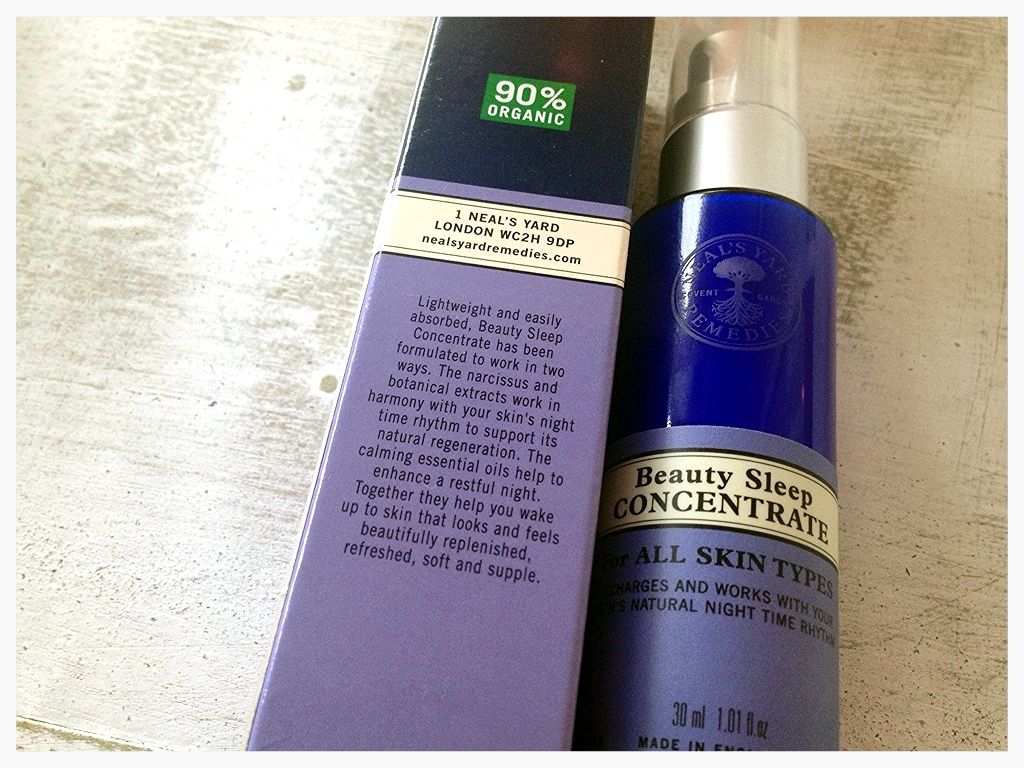 90%
ORGANIC
1 NEAL'S YARD
LONDON WC2H 9DP
nealsyardremedies.com
Lightweight and easily
absorbed, Beauty Sleep
Concentrate has been
formulated to work in two
ways. The narcissus and
botanical extracts work in
harmony with your skin's night
time rhythm to support its
natural regeneration. The
calming essential oils help to
enhance a restful night.
Together they help you wake
up to skin that looks and feels
beautifully replenished,
refreshed, soft and supple.
NEAL'S YARD
GARDEN
REMEDIES
Beauty Sleep
CONCENTRATE
For ALL SKIN TYPES
AND WORKS WITH YOUR
NATURAL NIGHT TIME RHYTHM
30 ml 1.01 fl.oz
MADE IN